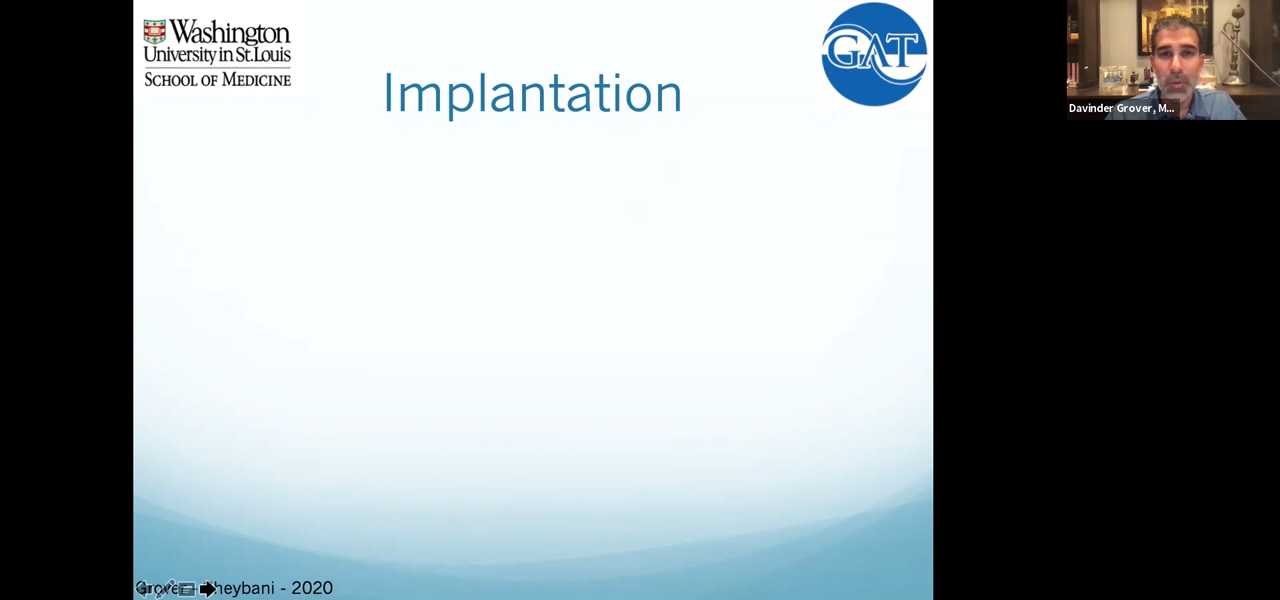 Washington
University in St. Louis
SCHOOL OF MEDICINE
GAT
Implantation
Davinder Grover, M...
- 2020